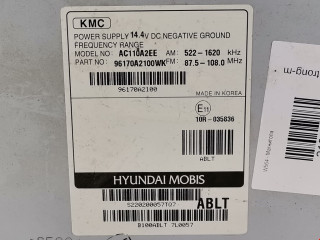 KMC
POWER SUPPLY 14.4V DC.NEGATIVE GROUND
FREQUENCY RANGE
MODEL NO AC110A2EE AM: 522-1620 kHz
PART NO: 96170A2100WK FM: 87.5-108.0 MHz
96170A2100
MADE IN KOREA
E11
10R-035836
ABLT
HYUNDAI MOBIS
S220200057T07 ABLT
B100ABLT 7L0057
strong-m